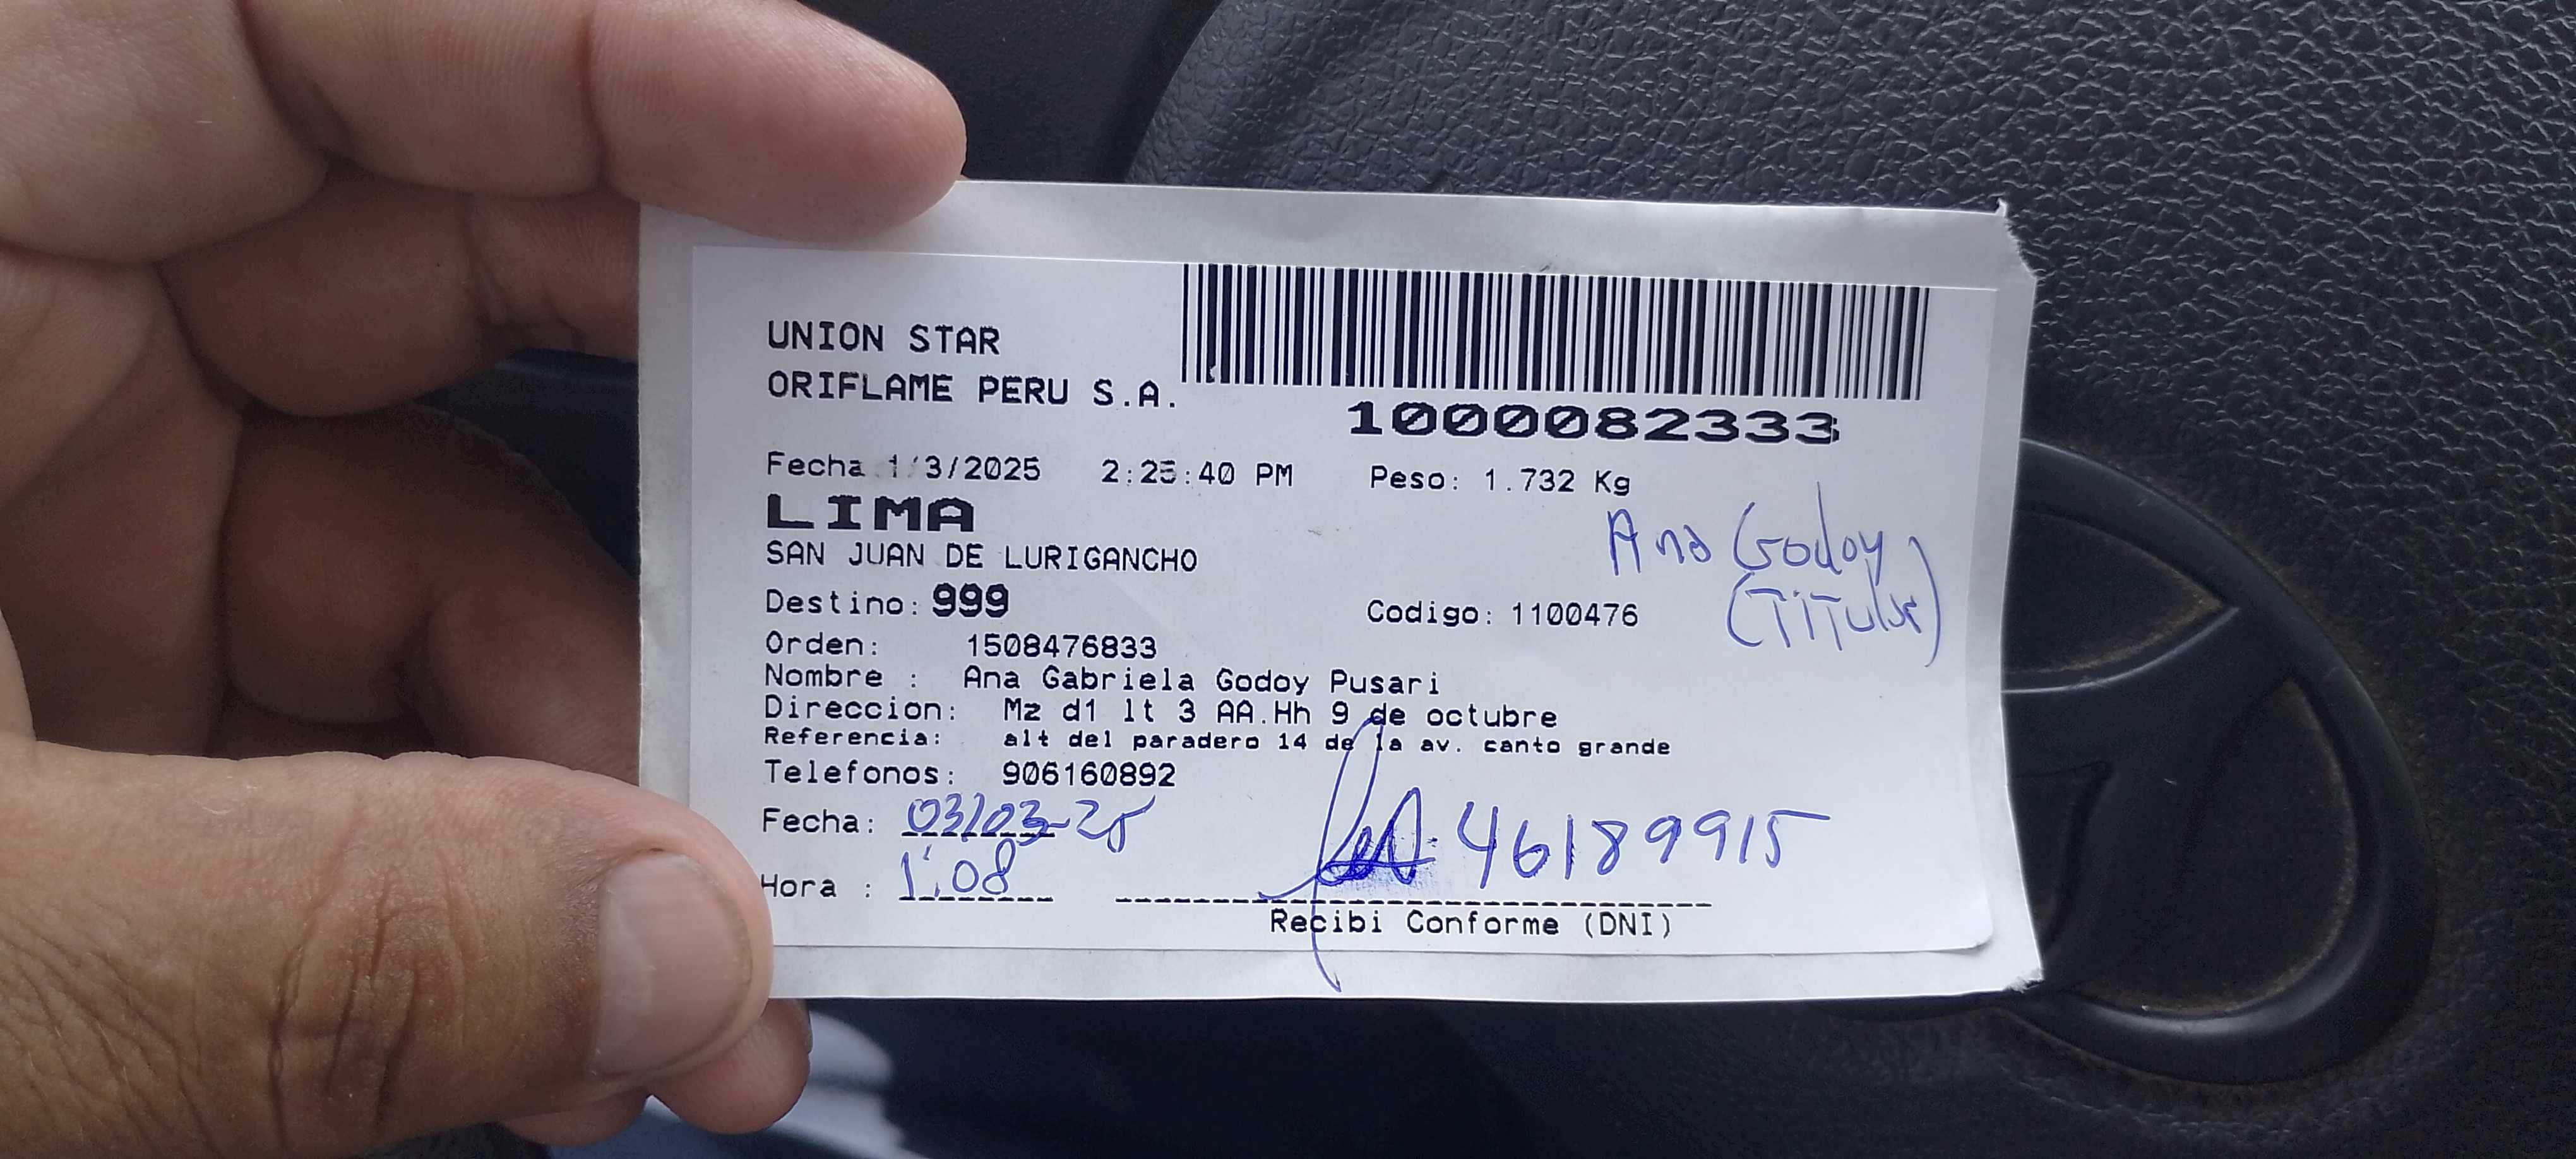 UNION STAR
ORIFLAME PERU S.A.
1000082333
Fecha 1/3/2025 2:25:40 PM Peso: 1.732 Kg
LIMA
SAN JUAN DE LURIGANCHO
Ana Godoy
(Titular)
Destino: 999 Codigo: 1100476
Orden: 1508476833
Nombre : Ana Gabriela Godoy Pusari
Direccion: Mz d1 lt 3 AA.Hh 9 de octubre
Referencia: alt del paradero 14 de la av. canto grande
Telefonos: 906160892
Fecha: 03/03-25
46189915
Hora : 1:08
Recibi Conforme (DNI)